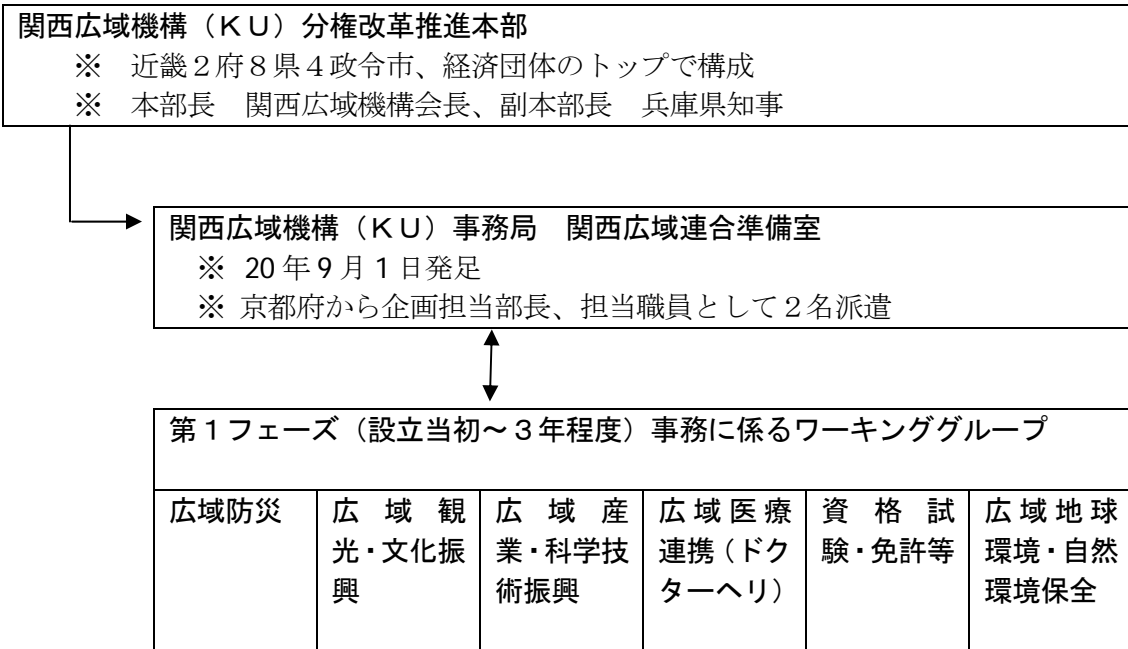 関西広域機構（ＫＵ）分権改革推進本部
※　近畿２府８県４政令市、経済団体のトップで構成
※　本部長　関西広域機構会長、副本部長　兵庫県知事
関西広域機構（ＫＵ）事務局　関西広域連合準備室
※ 20年9月1日発足
※ 京都府から企画担当部長、担当職員として２名派遣
第１フェーズ（設立当初～３年程度）事務に係るワーキンググループ
広域防災
広域観
光・文化振
興
広域産
業・科学技
術振興
広域医療
連携（ドク
ターヘリ）
資格試
験・免許等
広域地球
環境・自然
環境保全